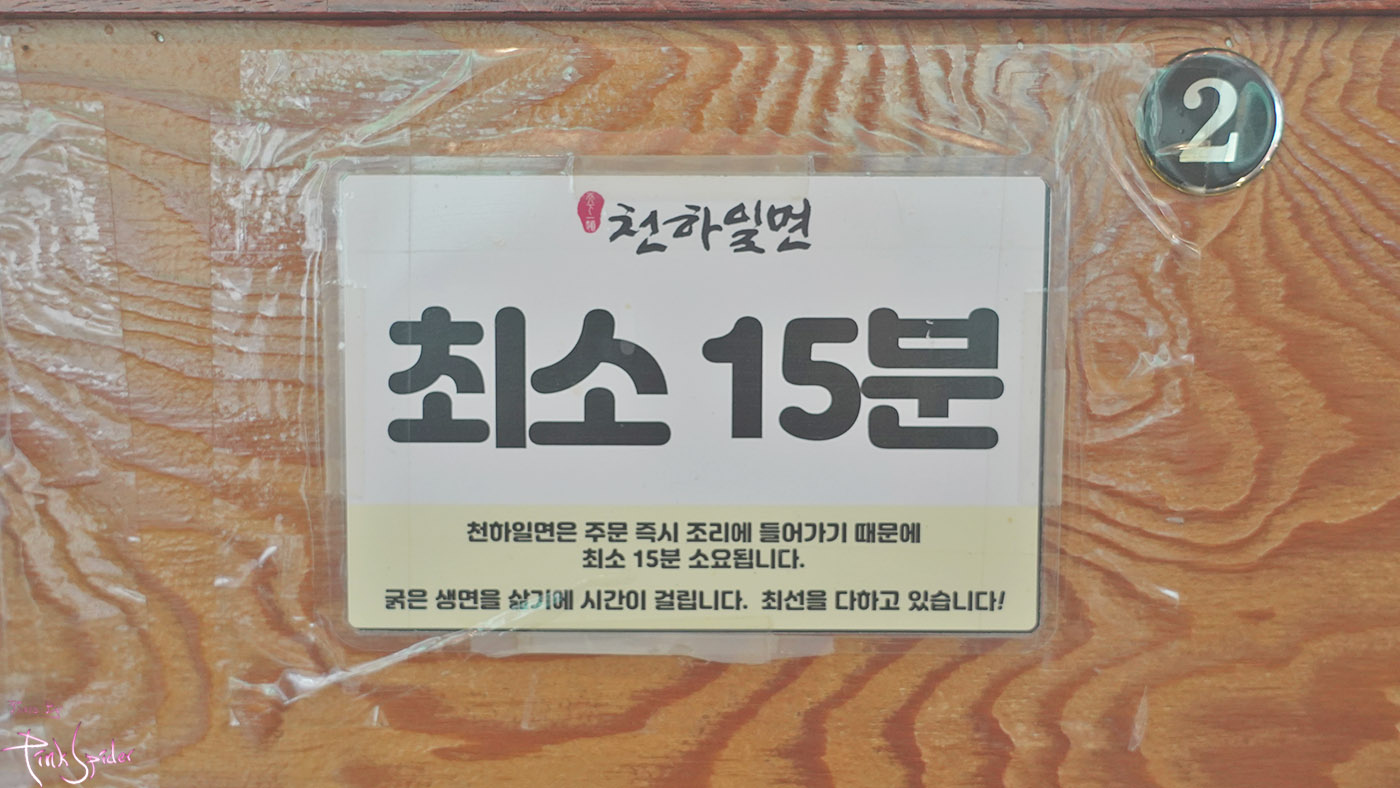 천하일면
2
최소 15분
천하일면은 주문 즉시 조리에 들어가기 때문에
최소 15분 소요됩니다.
굵은 생면을 삶기에 시간이 걸립니다. 최선을 다하고 있습니다!
Pink Spider